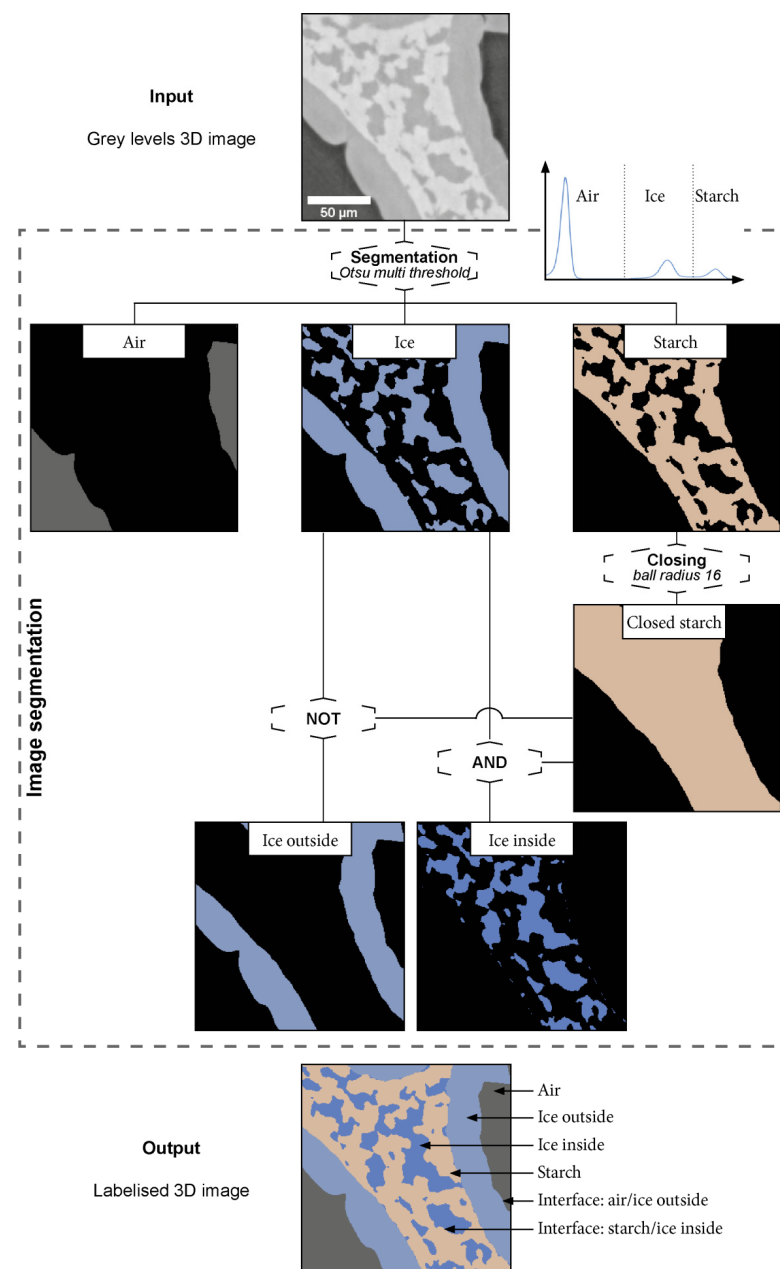 Input
Grey levels 3D image
50 µm
Air
Ice
Starch
Segmentation
Otsu multi threshold
Air
Ice
Starch
Closing
ball radius 16
Closed starch
NOT
AND
Image segmentation
Ice outside
Ice inside
Output
Labelised 3D image
Air
Ice outside
Ice inside
Starch
Interface: air/ice outside
Interface: starch/ice inside